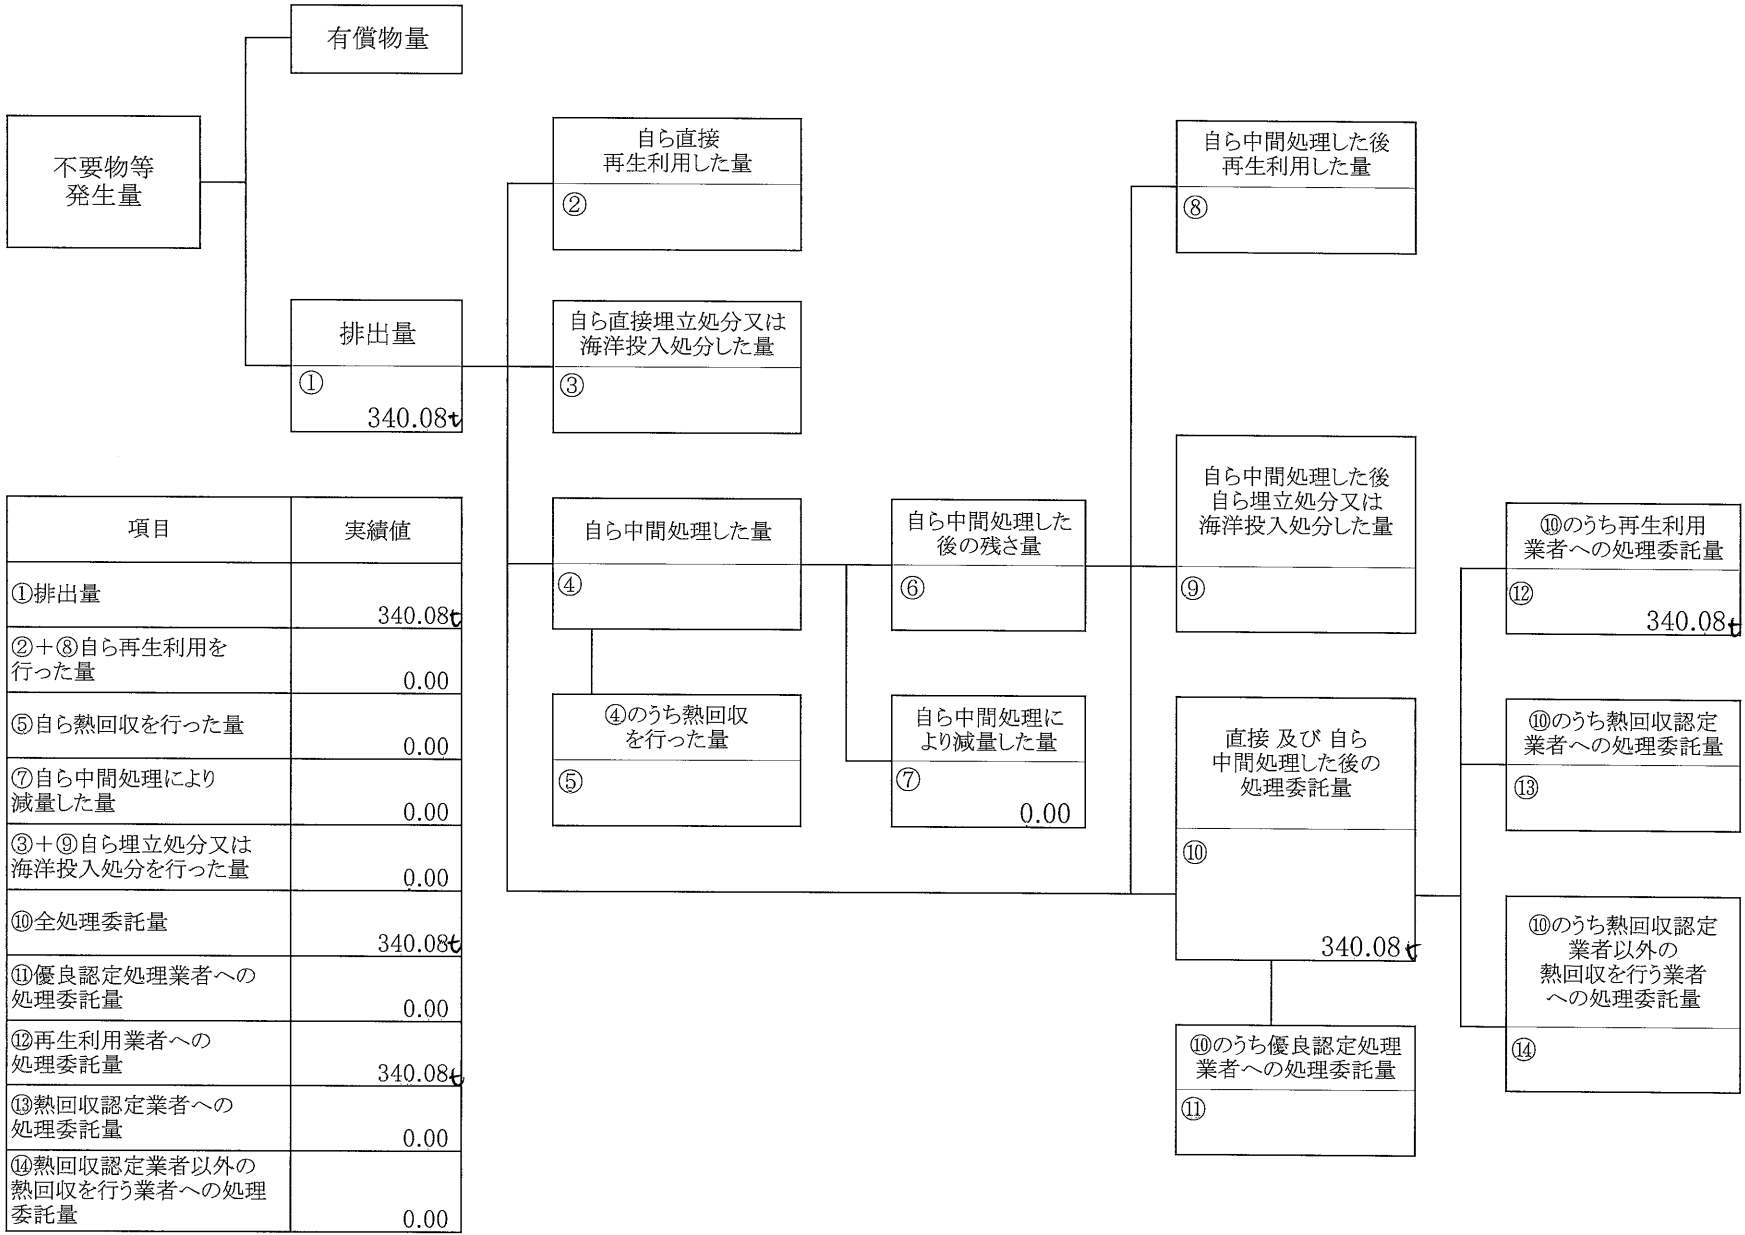 有償物量
不要物等
発生量
排出量
①
340.08t
自ら直接
再生利用した量
②
自ら直接埋立処分又は
海洋投入処分した量
③
自ら中間処理した量
④
④のうち熱回収
を行った量
⑤
自ら中間処理した
後の残さ量
⑥
自ら中間処理に
より減量した量
⑦
0.00
自ら中間処理した後
再生利用した量
⑧
自ら中間処理した後
自ら埋立処分又は
海洋投入処分した量
⑨
直接 及び 自ら
中間処理した後の
処理委託量
⑩
340.08t
⑩のうち優良認定処理
業者への処理委託量
⑪
⑩のうち再生利用
業者への処理委託量
⑫
340.08t
⑩のうち熱回収認定
業者への処理委託量
⑬
⑩のうち熱回収認定
業者以外の
熱回収を行う業者
への処理委託量
⑭
項目 実績値
①排出量
340.08t
②+⑧自ら再生利用を
行った量
0.00
⑤自ら熱回収を行った量
0.00
⑦自ら中間処理により
減量した量
0.00
③+⑨自ら埋立処分又は
海洋投入処分を行った量
0.00
⑩全処理委託量
340.08t
⑪優良認定処理業者への
処理委託量
0.00
⑫再生利用業者への
処理委託量
340.08t
⑬熱回収認定業者への
処理委託量
0.00
⑭熱回収認定業者以外の
熱回収を行う業者への処理
委託量
0.00